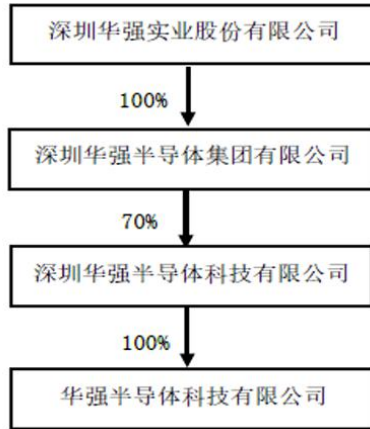 深圳华强实业股份有限公司
100%
深圳华强半导体集团有限公司
70%
深圳华强半导体科技有限公司
100%
华强半导体科技有限公司